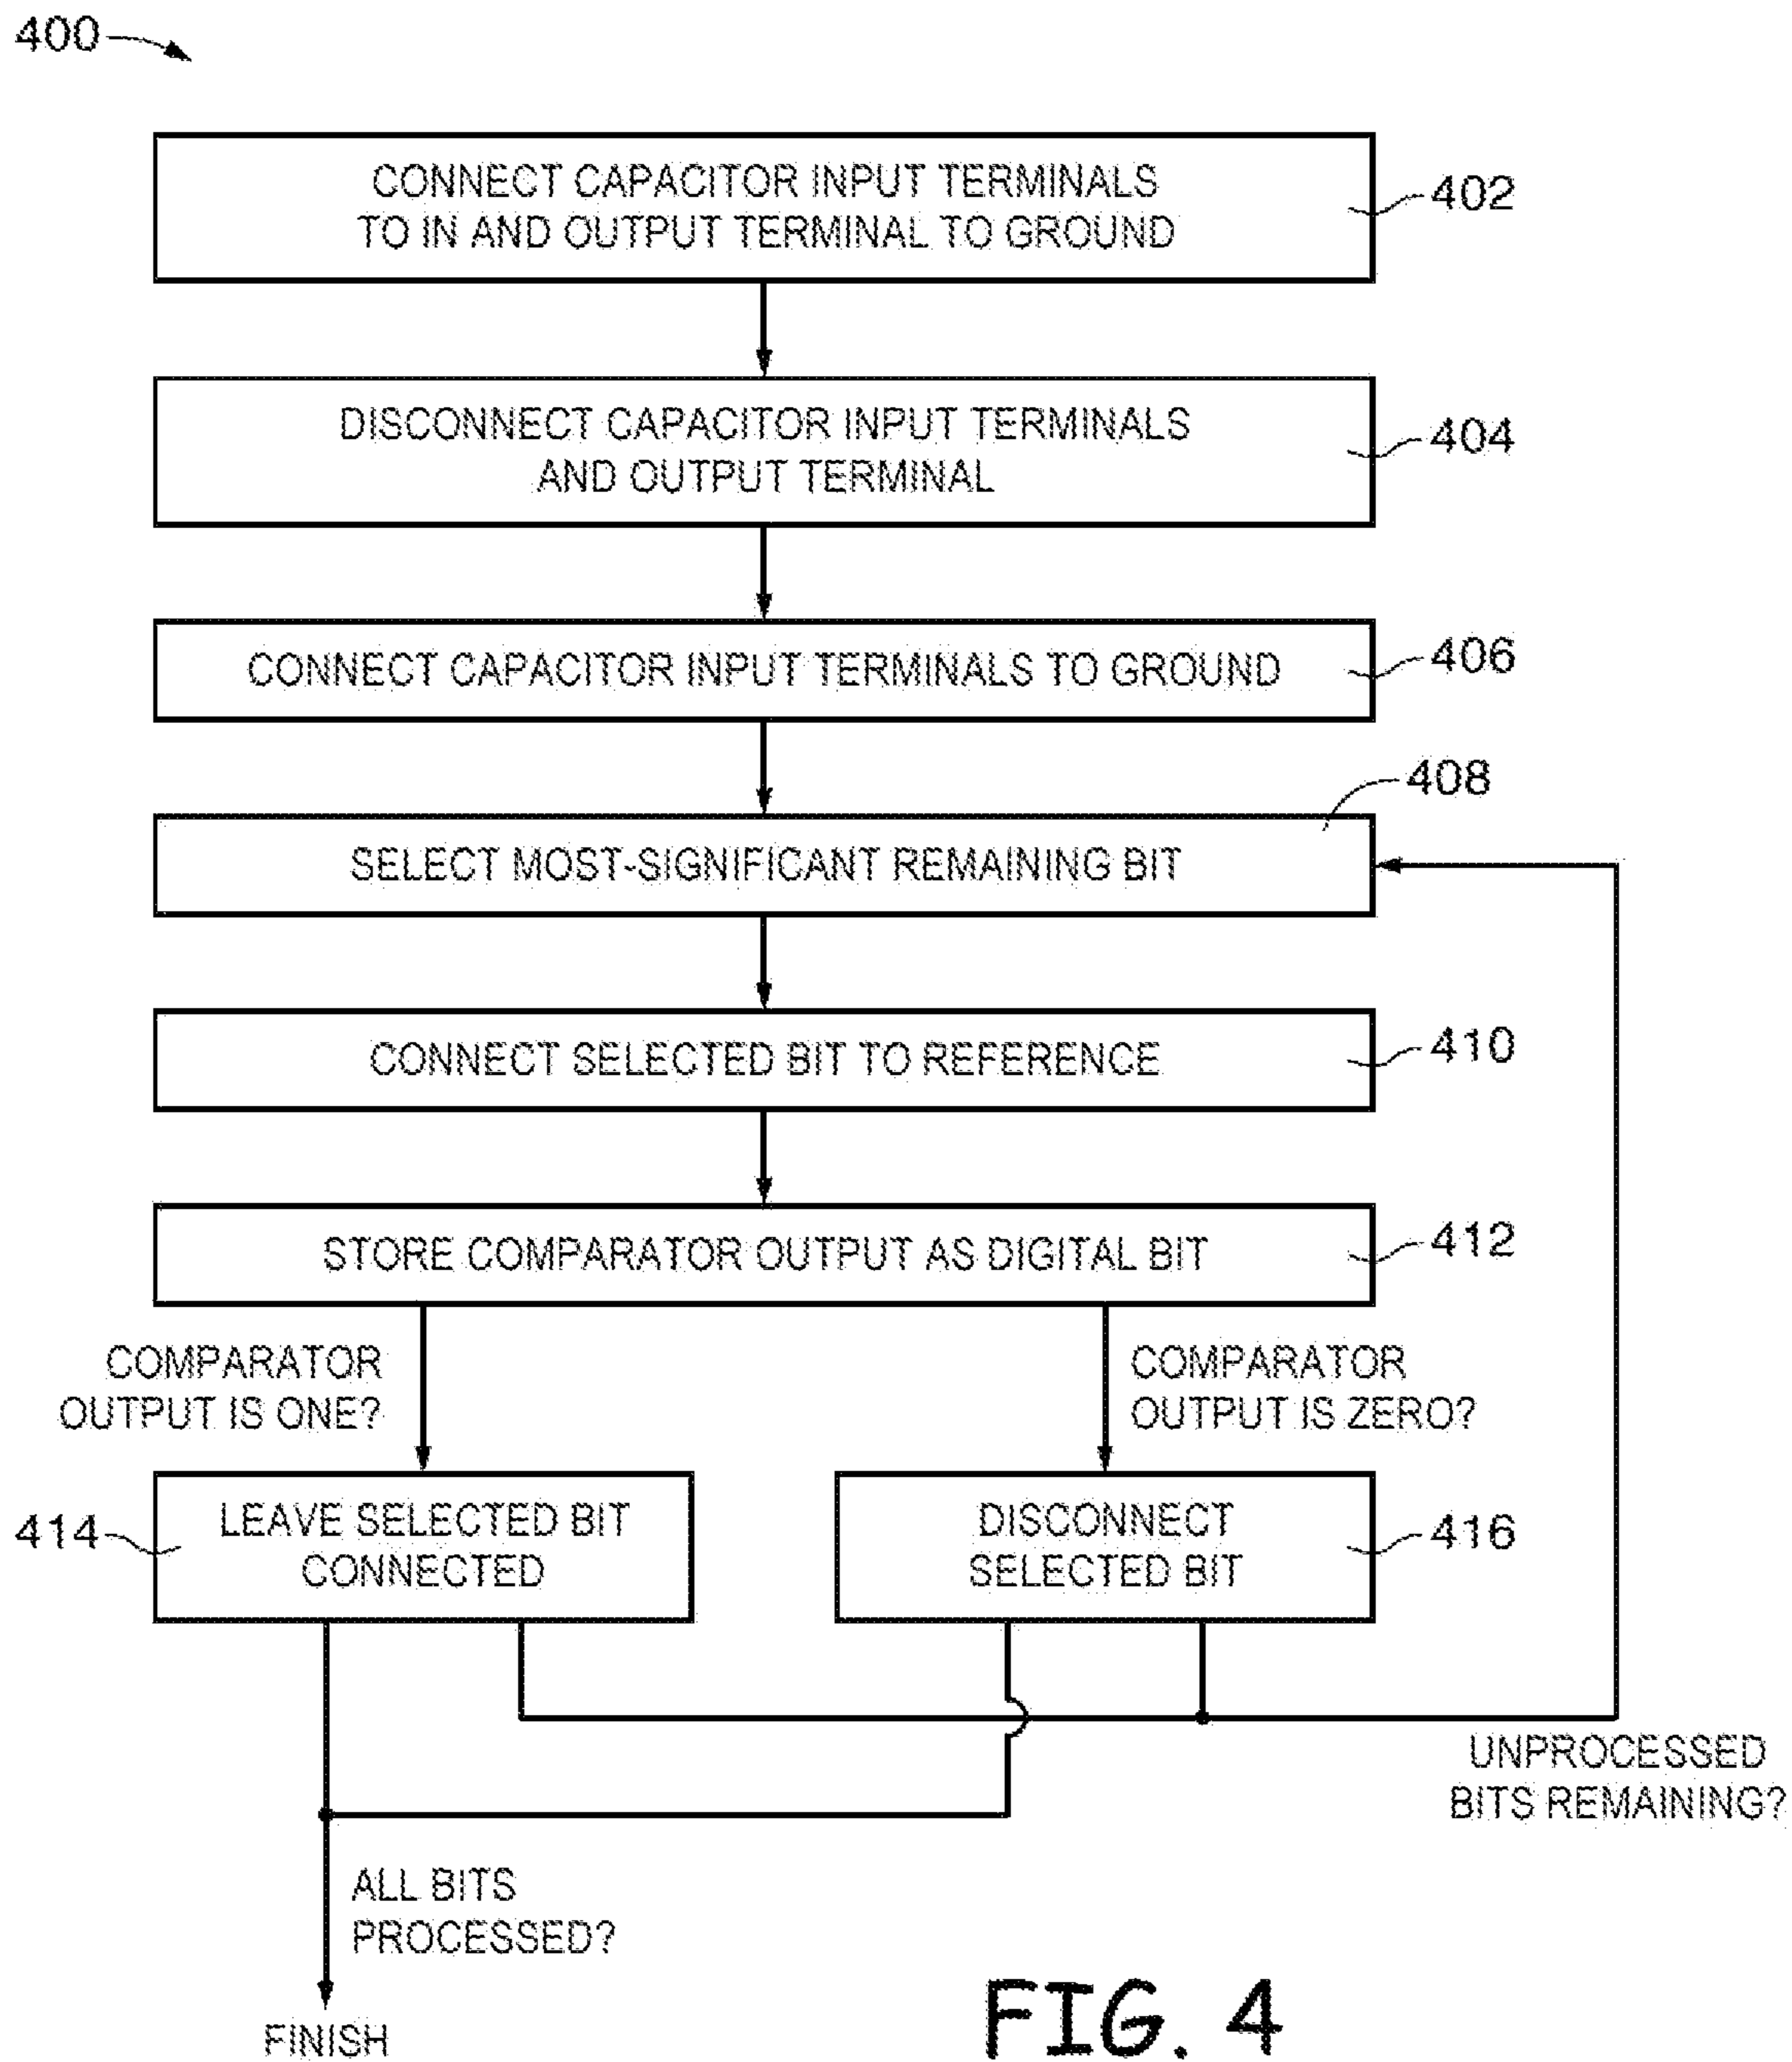 400
CONNECT CAPACITOR INPUT TERMINALS
TO IN AND OUTPUT TERMINAL TO GROUND
402
DISCONNECT CAPACITOR INPUT TERMINALS
AND OUTPUT TERMINAL
404
CONNECT CAPACITOR INPUT TERMINALS TO GROUND
406
408
SELECT MOST-SIGNIFICANT REMAINING BIT
CONNECT SELECTED BIT TO REFERENCE
410
STORE COMPARATOR OUTPUT AS DIGITAL BIT
412
COMPARATOR
OUTPUT IS ONE?
COMPARATOR
OUTPUT IS ZERO?
414
LEAVE SELECTED BIT
CONNECTED
DISCONNECT
SELECTED BIT
416
UNPROCESSED
BITS REMAINING?
ALL BITS
PROCESSED?
FINISH
FIG. 4